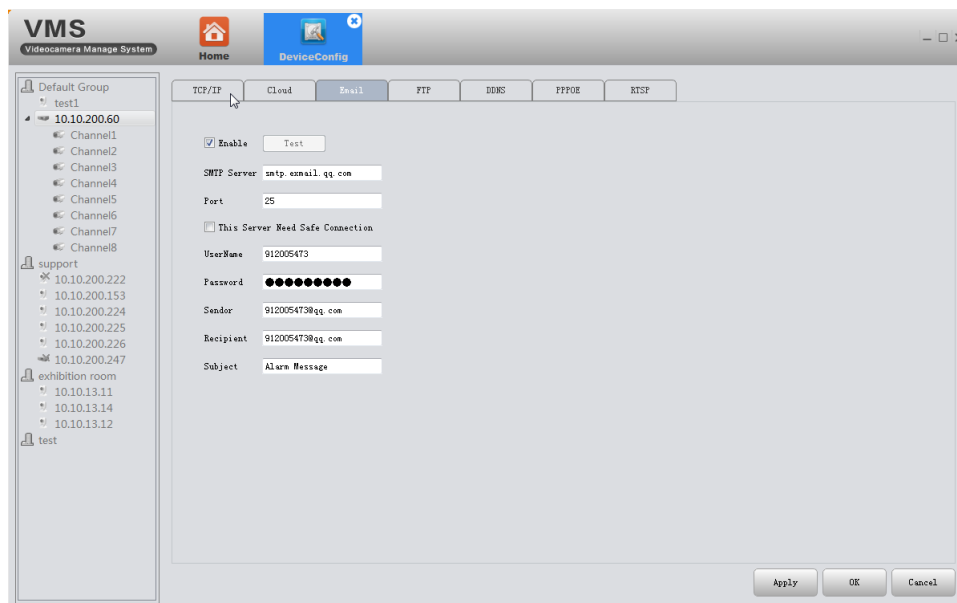 VMS
Videocamera Manage System
Home
DeviceConfig
Default Group
test1
10.10.200.60
Channel1
Channel2
Channel3
Channel4
Channel5
Channel6
Channel7
Channel8
support
10.10.200.222
10.10.200.153
10.10.200.224
10.10.200.225
10.10.200.226
10.10.200.247
exhibition room
10.10.13.11
10.10.13.14
10.10.13.12
test
TCP/IP Cloud Email FTP DDNS PPPOE RTSP
Enable Test
SMTP Server smtp.exmail.qq.com
Port 25
This Server Need Safe Connection
UserName 912005473
Password ●●●●●●●●●
Sendor 912005473@qq.com
Recipient 912005473@qq.com
Subject Alarm Message
Apply OK Cancel